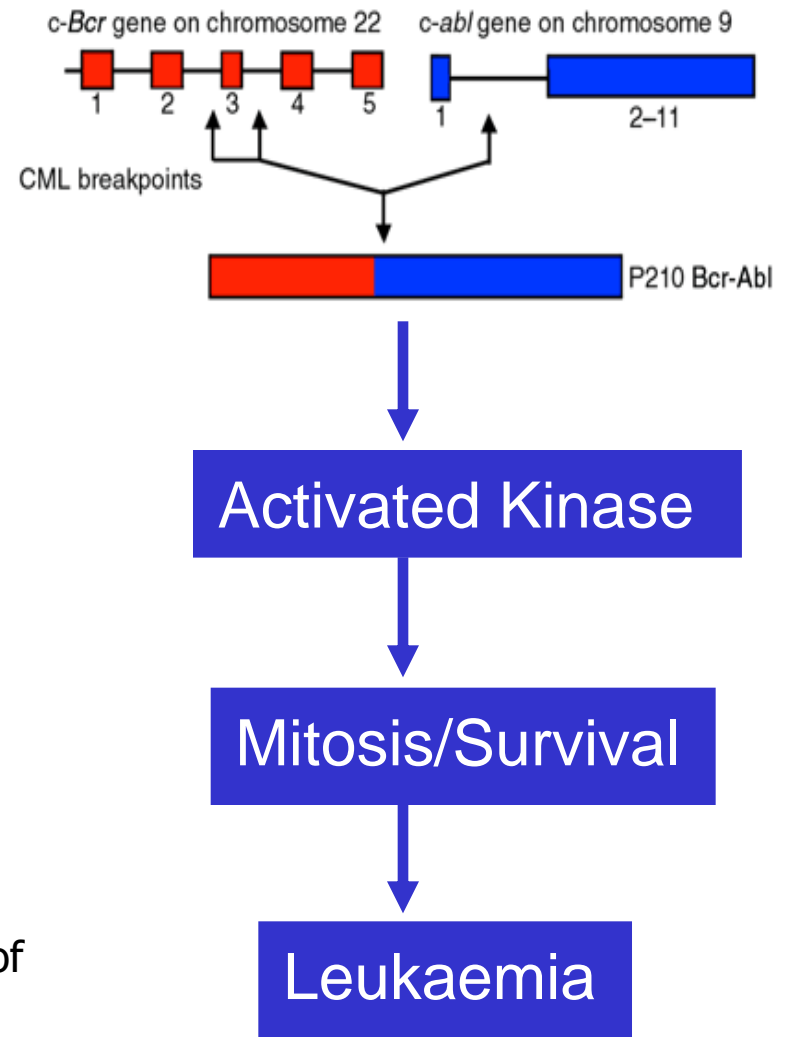 c-Bcr gene on chromosome 22 c-abl gene on chromosome 9
1 2 3 4 5 1 2–11
CML breakpoints
P210 Bcr-Abl
Activated Kinase
Mitosis/Survival
of
Leukaemia